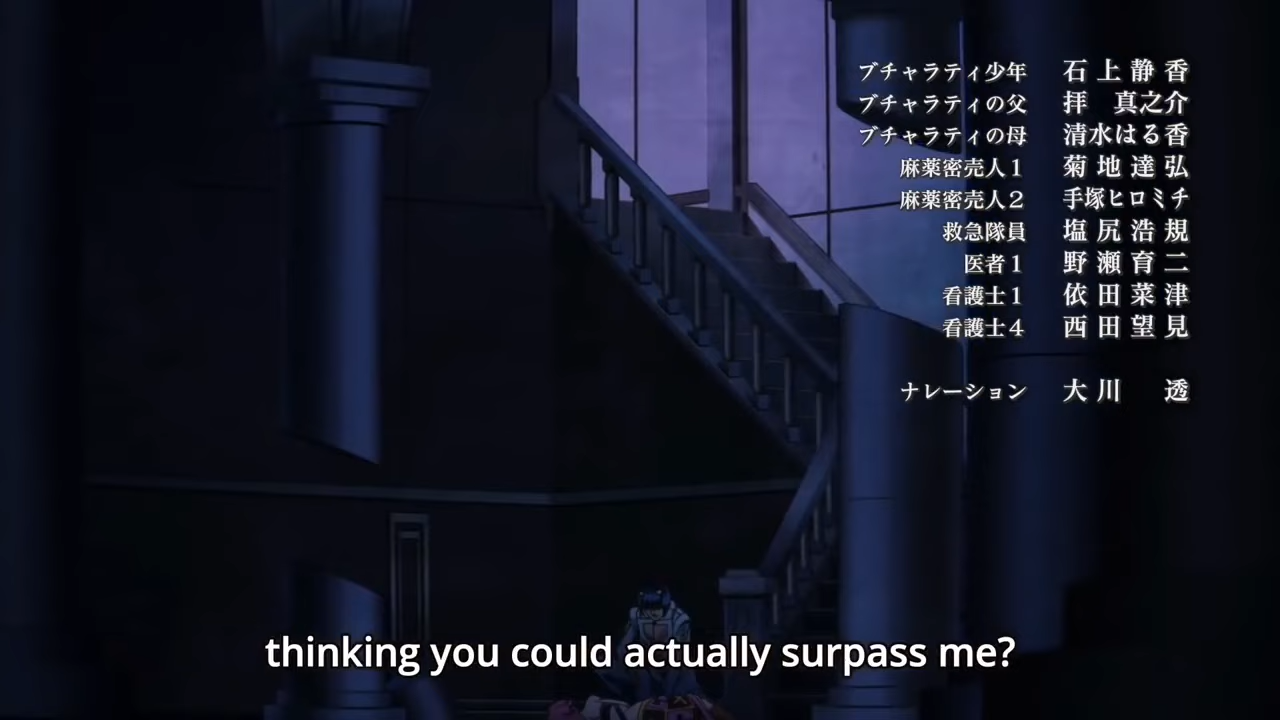 ブチャラティ少年 石上静香
ブチャラティの父 拝 真之介
ブチャラティの母 清水はる香
麻薬密売人1 菊地達弘
麻薬密売人2 手塚ヒロミチ
救急隊員 塩尻浩規
医者1 野瀬育二
看護士1 依田菜津
看護士4 西田望見
ナレーション 大川 透
thinking you could actually surpass me?